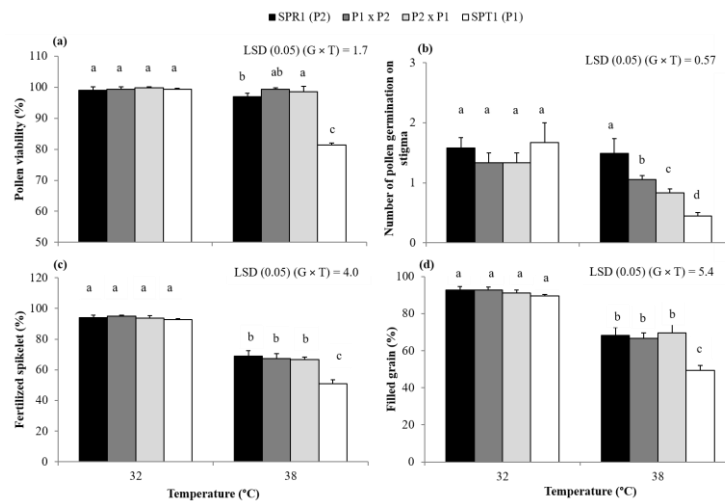 SPR1 (P2) P1 x P2 P2 x P1 SPT1 (P1)
(a)
LSD (0.05) (G × T) = 1.7
Pollen viability (%)
110
100
90
80
70
60
50
a a a a
b ab a c
(b)
LSD (0.05) (G × T) = 0.57
Number of pollen germination on
stigma
3
2
1
0
a a a a
a b c d
(c)
LSD (0.05) (G × T) = 4.0
Fertilized spikelet (%)
120
100
80
60
40
20
0
a a a a
b b b c
32 38
Temperature (°C)
(d)
LSD (0.05) (G × T) = 5.4
Filled grain (%)
100
80
60
40
20
0
a a a a
b b b c
32 38
Temperature (°C)